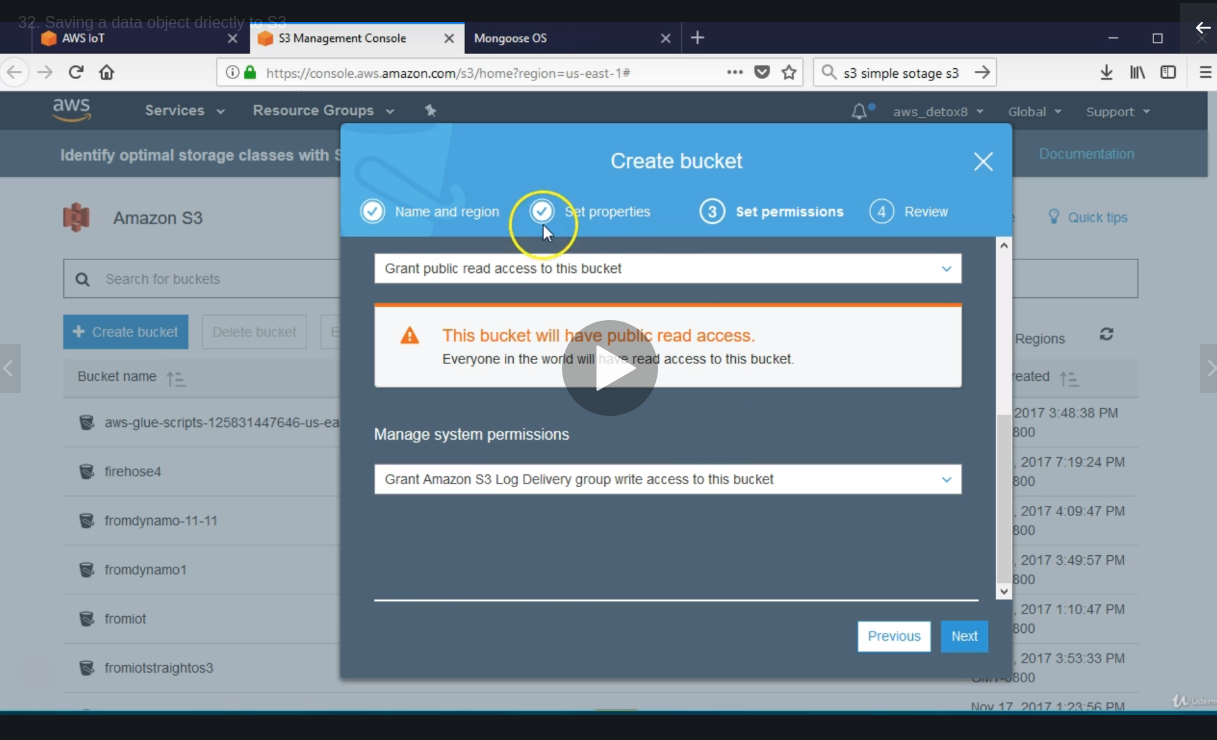 32. Saving a data object driectly to S3
AWS IoT
S3 Management Console
Mongoose OS
https://console.aws.amazon.com/s3/home?region=us-east-1#
s3 simple sotage s3
aws
Services
Resource Groups
aws_detox8
Global
Support
Identify optimal storage classes with S
Documentation
Create bucket
Name and region
Set properties
3 Set permissions
4 Review
Amazon S3
Quick tips
Grant public read access to this bucket
Search for buckets
This bucket will have public read access.
Everyone in the world will have read access to this bucket.
Create bucket
Delete bucket
E
Regions
Bucket name
reated
Manage system permissions
Grant Amazon S3 Log Delivery group write access to this bucket
aws-glue-scripts-125831447646-us-ea
2017 3:48:38 PM
800
firehose4
, 2017 7:19:24 PM
800
fromdynamo-11-11
, 2017 4:09:47 PM
800
fromdynamo1
, 2017 3:49:57 PM
800
fromiot
, 2017 1:10:47 PM
800
Previous
Next
fromiotstraightos3
, 2017 3:53:33 PM
GMT-0800
Nov 17, 2017 1:23:56 PM
Udemy